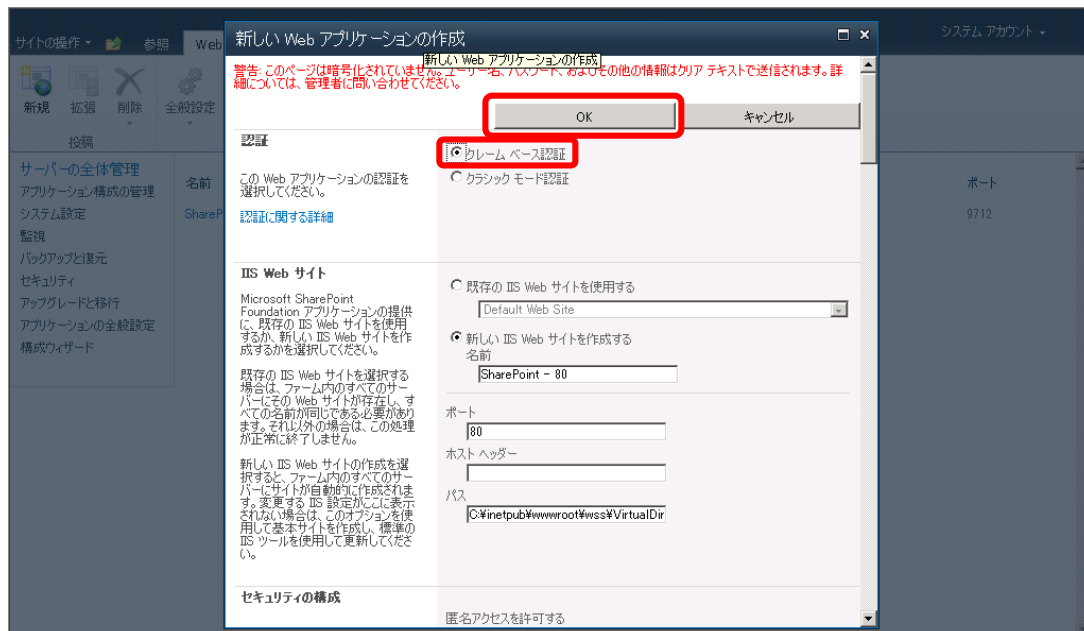 サイトの操作
参照
Web
システム アカウント
新規
拡張
削除
全般設定
投稿
サーバーの全体管理
アプリケーション構成の管理
システム設定
監視
バックアップと復元
セキュリティ
アップグレードと移行
アプリケーションの全般設定
構成ウィザード
名前
ポート
ShareP
9712
新しい Web アプリケーションの作成
新しい Web アプリケーションの作成
警告: このページは暗号化されていません。ユーザー名、パスワード、およびその他の情報はクリア テキストで送信されます。詳
細については、管理者に問い合わせてください。
OK
キャンセル
認証
この Web アプリケーションの認証を
選択してください。
認証に関する詳細
クレーム ベース認証
クラシック モード認証
IIS Web サイト
Microsoft SharePoint
Foundation アプリケーションの提供
に、既存の IIS Web サイトを使用
するか、新しい IIS Web サイトを作
成するかを選択してください。
既存の IIS Web サイトを選択する
場合は、ファーム内のすべてのサー
バーにその Web サイトが存在し、す
べての名前が同じである必要があり
ます。それ以外の場合は、この処理
が正常に終了しません。
新しい IIS Web サイトの作成を選
択すると、ファーム内のすべてのサー
バーにサイトが自動的に作成されま
す。変更する IIS 設定がここに表示
されない場合は、このオプションを使
用して基本サイトを作成し、標準の
IIS ツールを使用して更新してくださ
い。
既存の IIS Web サイトを使用する
Default Web Site
新しい IIS Web サイトを作成する
名前
SharePoint - 80
ポート
80
ホスト ヘッダー
パス
C:¥inetpub¥wwwroot¥wss¥VirtualDir
セキュリティの構成
匿名アクセスを許可する